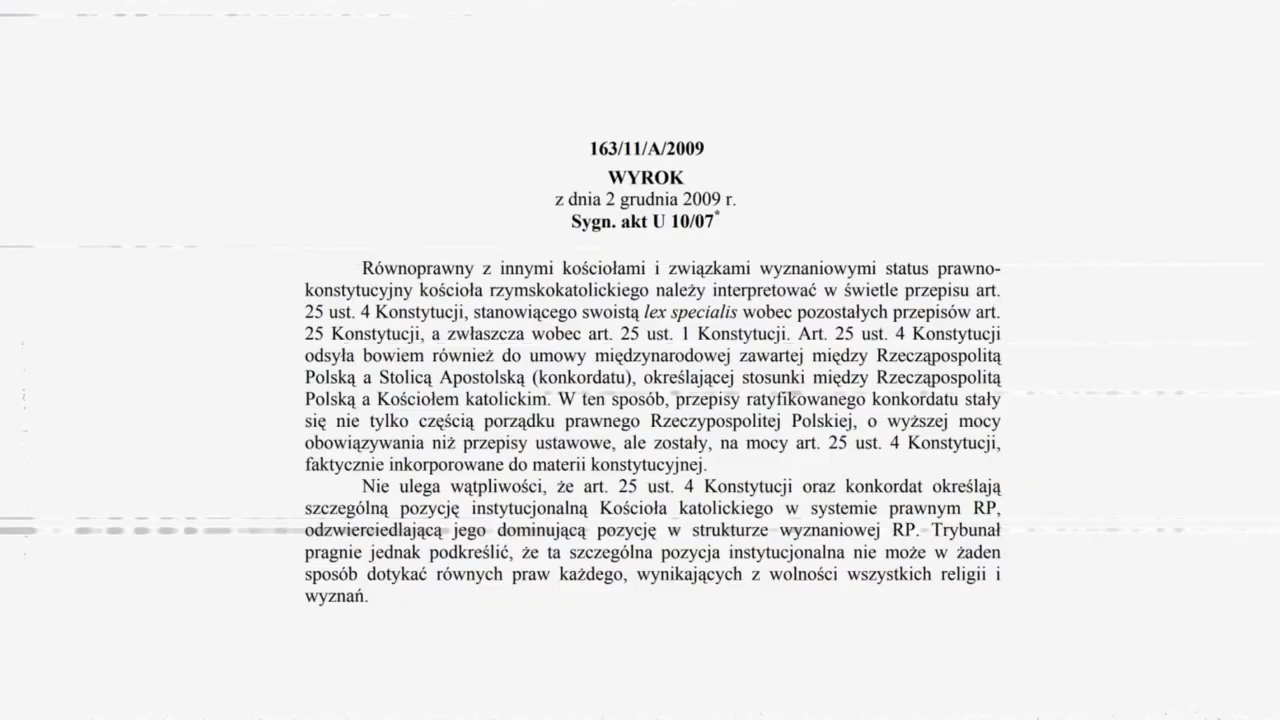 163/11/A/2009
WYROK
z dnia 2 grudnia 2009 r.
Sygn. akt U 10/07*
Równoprawny z innymi kościołami i związkami wyznaniowymi status prawno-
konstytucyjny kościoła rzymskokatolickiego należy interpretować w świetle przepisu art.
25 ust. 4 Konstytucji, stanowiącego swoistą lex specialis wobec pozostałych przepisów art.
25 Konstytucji, a zwłaszcza wobec art. 25 ust. 1 Konstytucji. Art. 25 ust. 4 Konstytucji
odsyła bowiem również do umowy międzynarodowej zawartej między Rzecząpospolitą
Polską a Stolicą Apostolską (konkordatu), określającej stosunki między Rzecząpospolitą
Polską a Kościołem katolickim. W ten sposób, przepisy ratyfikowanego konkordatu stały
się nie tylko częścią porządku prawnego Rzeczypospolitej Polskiej, o wyższej mocy
obowiązywania niż przepisy ustawowe, ale zostały, na mocy art. 25 ust. 4 Konstytucji,
faktycznie inkorporowane do materii konstytucyjnej.
Nie ulega wątpliwości, że art. 25 ust. 4 Konstytucji oraz konkordat określają
szczególną pozycję instytucjonalną Kościoła katolickiego w systemie prawnym RP,
odzwierciedlającą jego dominującą pozycję w strukturze wyznaniowej RP. Trybunał
pragnie jednak podkreślić, że ta szczególna pozycja instytucjonalna nie może w żaden
sposób dotykać równych praw każdego, wynikających z wolności wszystkich religii i
wyznań.